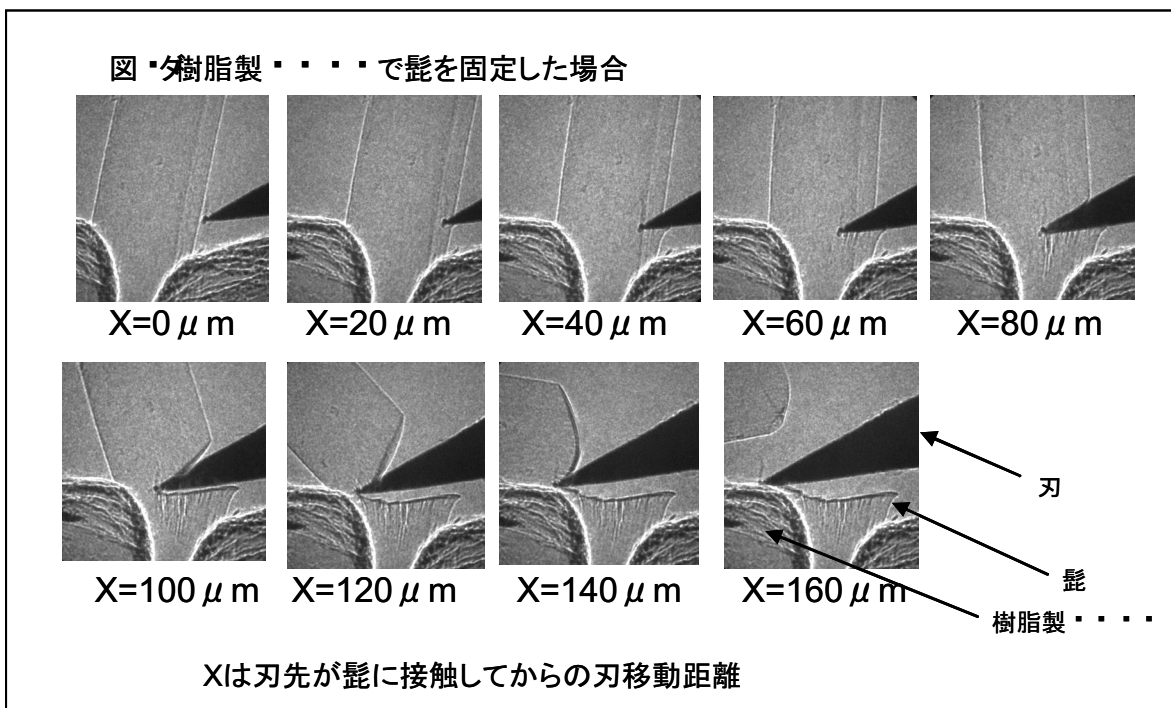 図 ・ダ樹脂製・・・・で髭を固定した場合
X=0μm
X=20μm
X=40μm
X=60μm
X=80μm
X=100μm
X=120μm
X=140μm
X=160μm
刃
髭
樹脂製・・・・
Xは刃先が髭に接触してからの刃移動距離